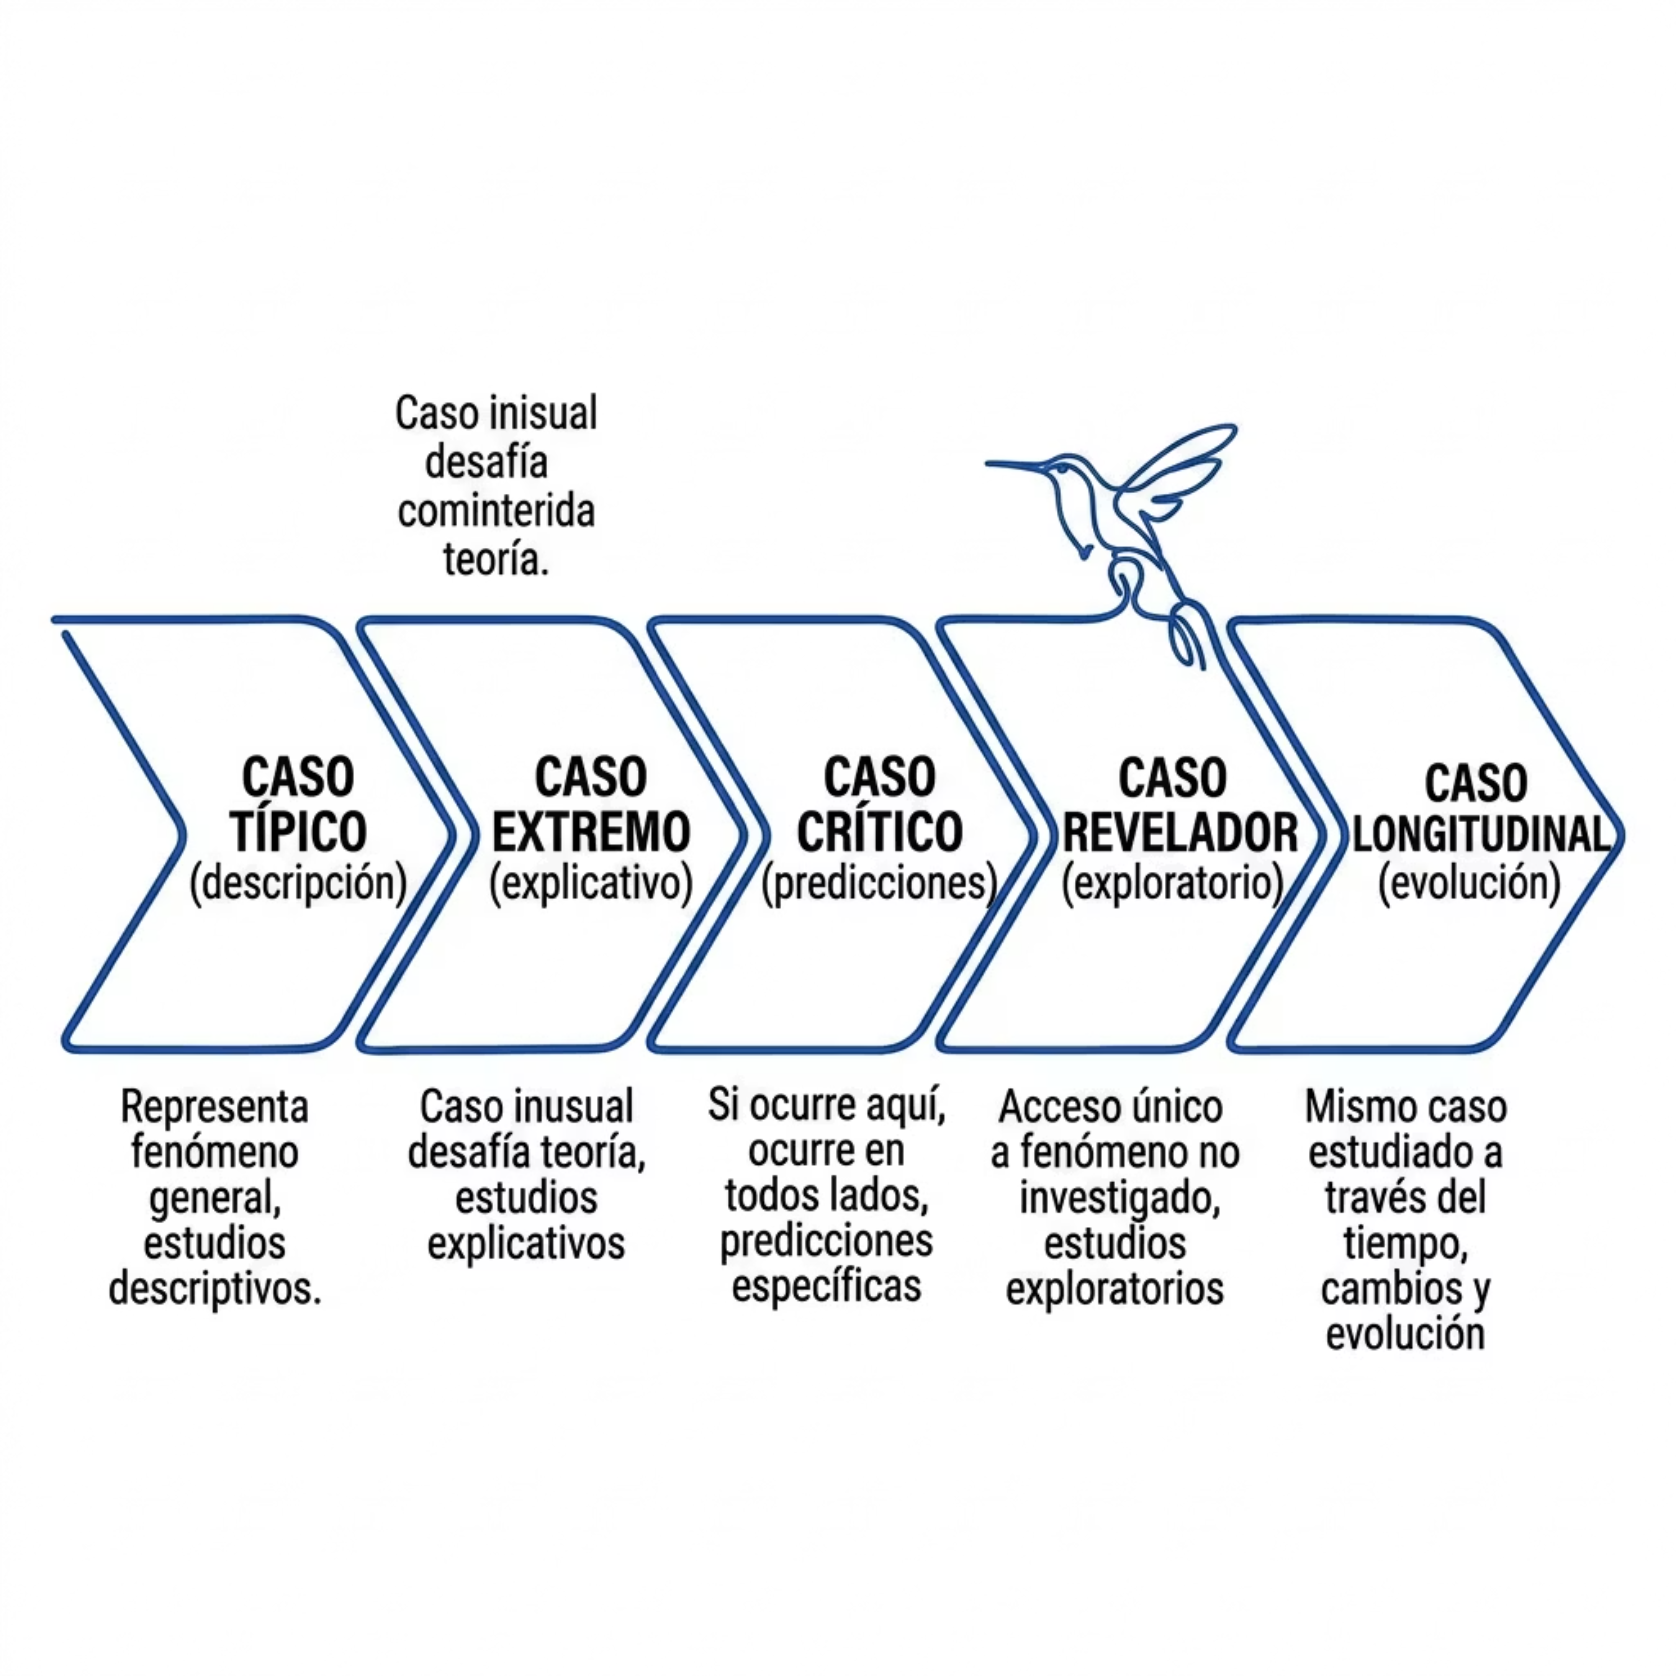 Caso inisual
desafía
cominterida
teoría.
CASO
TÍPICO
(descripción)
CASO
EXTREMO
(explicativo)
CASO
CRÍTICO
(predicciones)
CASO
REVELADOR
(exploratorio)
CASO
LONGITUDINAL
(evolución)
Representa
fenómeno
general,
estudios
descriptivos.
Caso inusual
desafía teoría,
estudios
explicativos
Si ocurre aquí,
ocurre en
todos lados,
predicciones
específicas
Acceso único
a fenómeno no
investigado,
estudios
exploratorios
Mismo caso
estudiado a
través del
tiempo,
cambios y
evolución